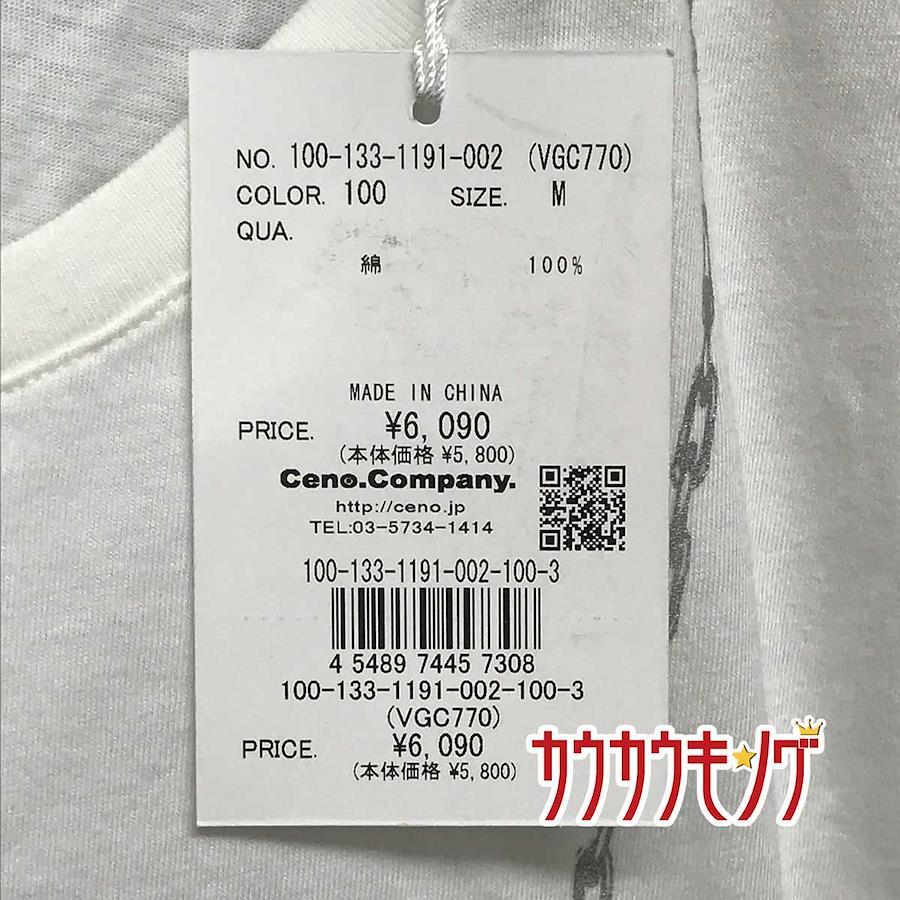 NO. 100-133-1191-002 (VGC770)
COLOR. 100 SIZE. M
QUA.
綿 100%
MADE IN CHINA
PRICE. ¥6,090
(本体価格 ¥5,800)
Ceno.Company.
http://ceno.jp
TEL:03-5734-1414
100-133-1191-002-100-3
4 5489 7445 7308
100-133-1191-002-100-3
(VGC770)
PRICE. ¥6,090
(本体価格 ¥5,800)
カウカウキング